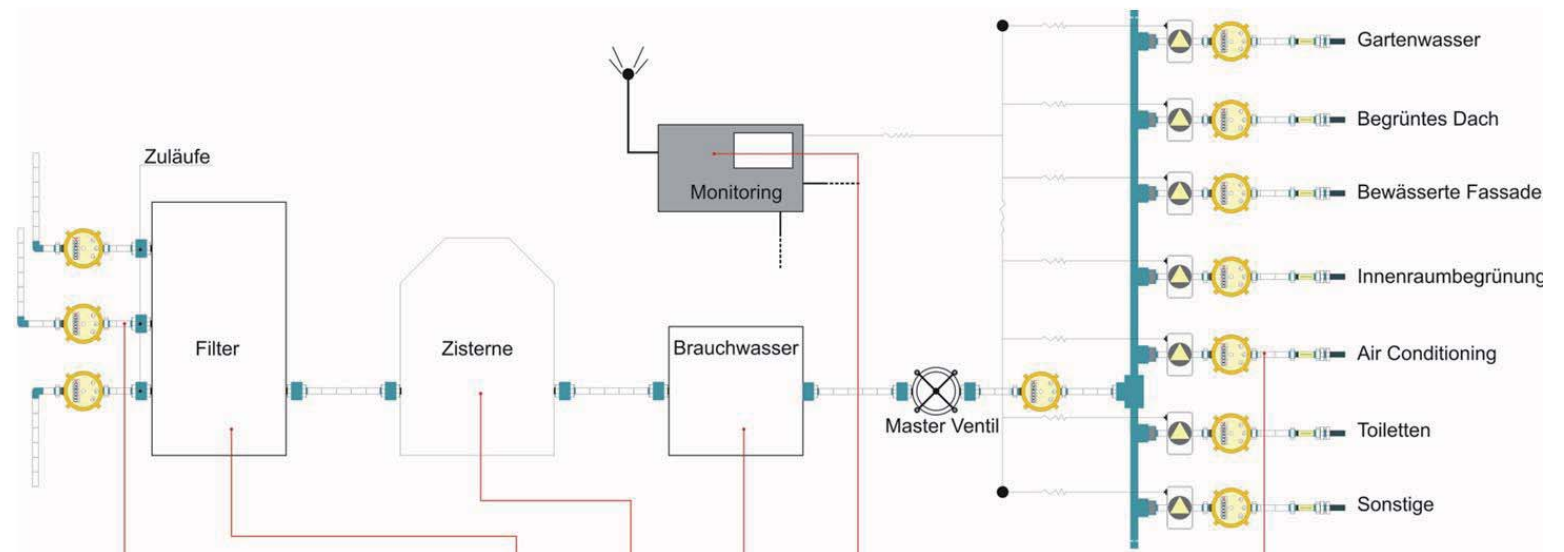 Zuläufe
Filter
Zisterne
Brauchwasser
Monitoring
Master Ventil
Gartenwasser
Begrüntes Dach
Bewässerte Fassade
Innenraumbegrünung
Air Conditioning
Toiletten
Sonstige